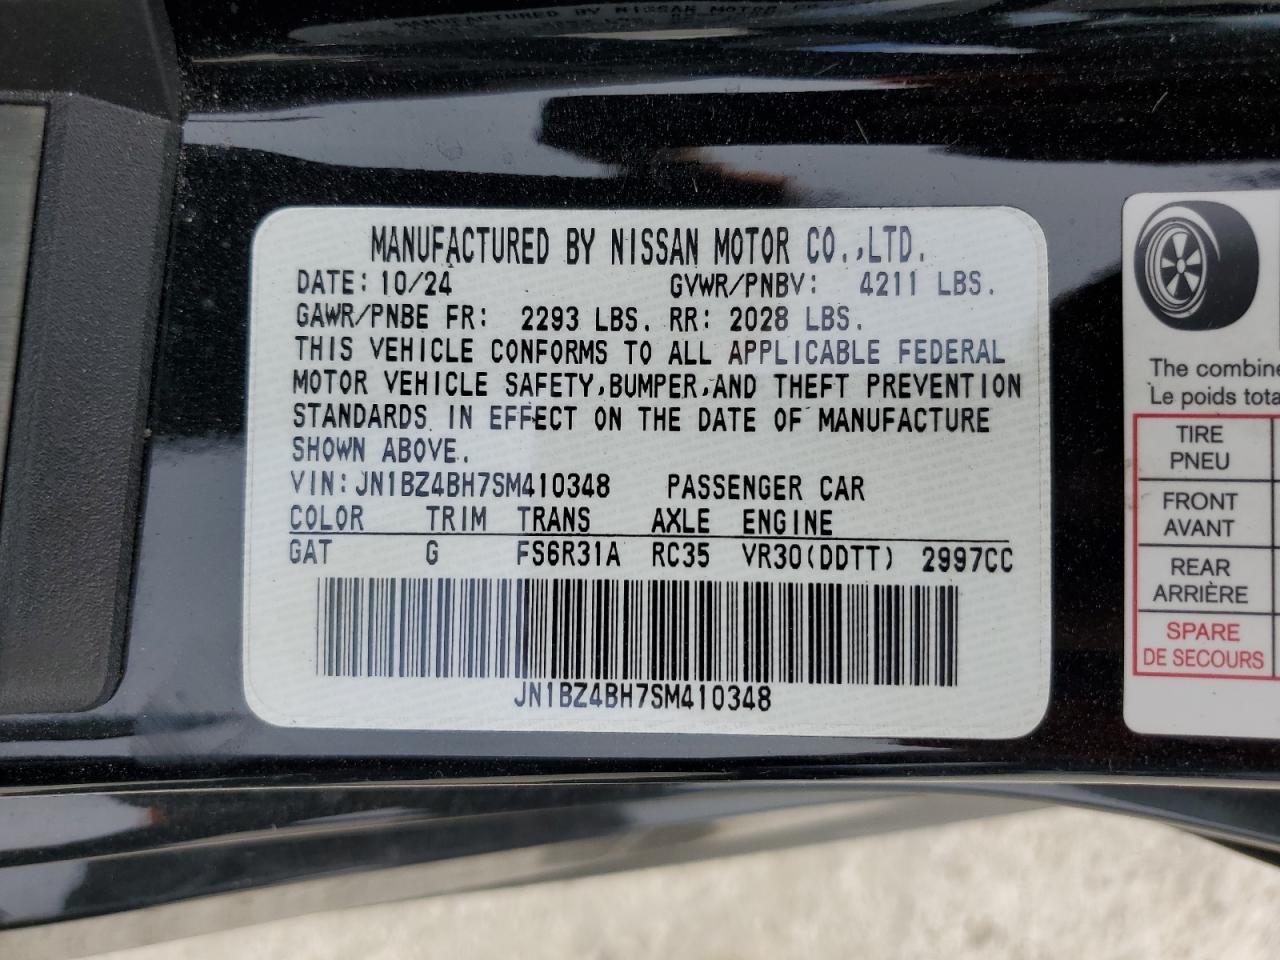 MANUFACTURED BY NISSAN MOTOR CO.,LTD.
DATE: 10/24 GVWR/PNBV: 4211 LBS.
GAWR/PNBE FR: 2293 LBS. RR: 2028 LBS.
THIS VEHICLE CONFORMS TO ALL APPLICABLE FEDERAL
MOTOR VEHICLE SAFETY,BUMPER,AND THEFT PREVENTION
STANDARDS IN EFFECT ON THE DATE OF MANUFACTURE
SHOWN ABOVE.
VIN: JN1BZ4BH7SM410348 PASSENGER CAR
COLOR TRIM TRANS AXLE ENGINE
GAT G FS6R31A RC35 VR30(DDTT) 2997CC
JN1BZ4BH7SM410348
The combine
Le poids tota
TIRE
PNEU
FRONT
AVANT
REAR
ARRIÈRE
SPARE
DE SECOURS